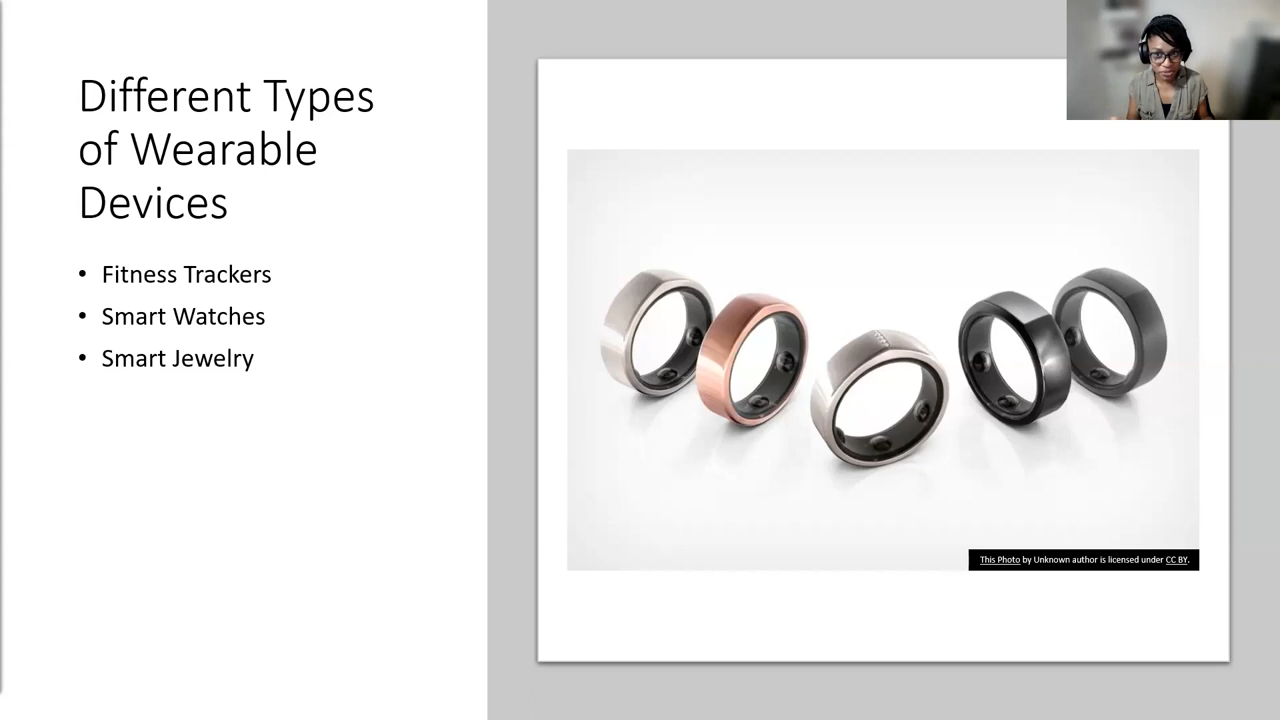 Different Types
of Wearable
Devices
• Fitness Trackers
• Smart Watches
• Smart Jewelry
This Photo by Unknown author is licensed under CC BY.